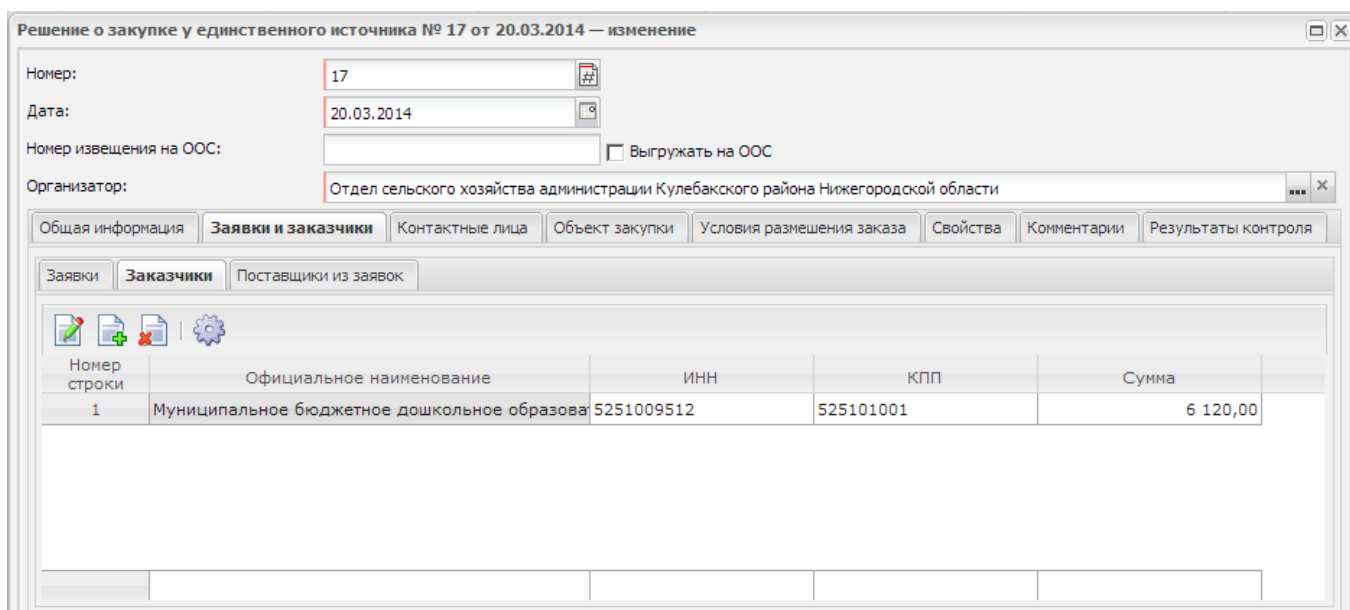 Решение о закупке у единственного источника № 17 от 20.03.2014 — изменение
Номер: 17
Дата: 20.03.2014
Номер извещения на ООС: Выгружать на ООС
Организатор: Отдел сельского хозяйства администрации Кулебакского района Нижегородской области
Общая информация Заявки и заказчики Контактные лица Объект закупки Условия размешения заказа Свойства Комментарии Результаты контроля
Заявки Заказчики Поставщики из заявок
Номер строки Официальное наименование ИНН КПП Сумма
1 Муниципальное бюджетное дошкольное образова 5251009512 525101001 6 120,00